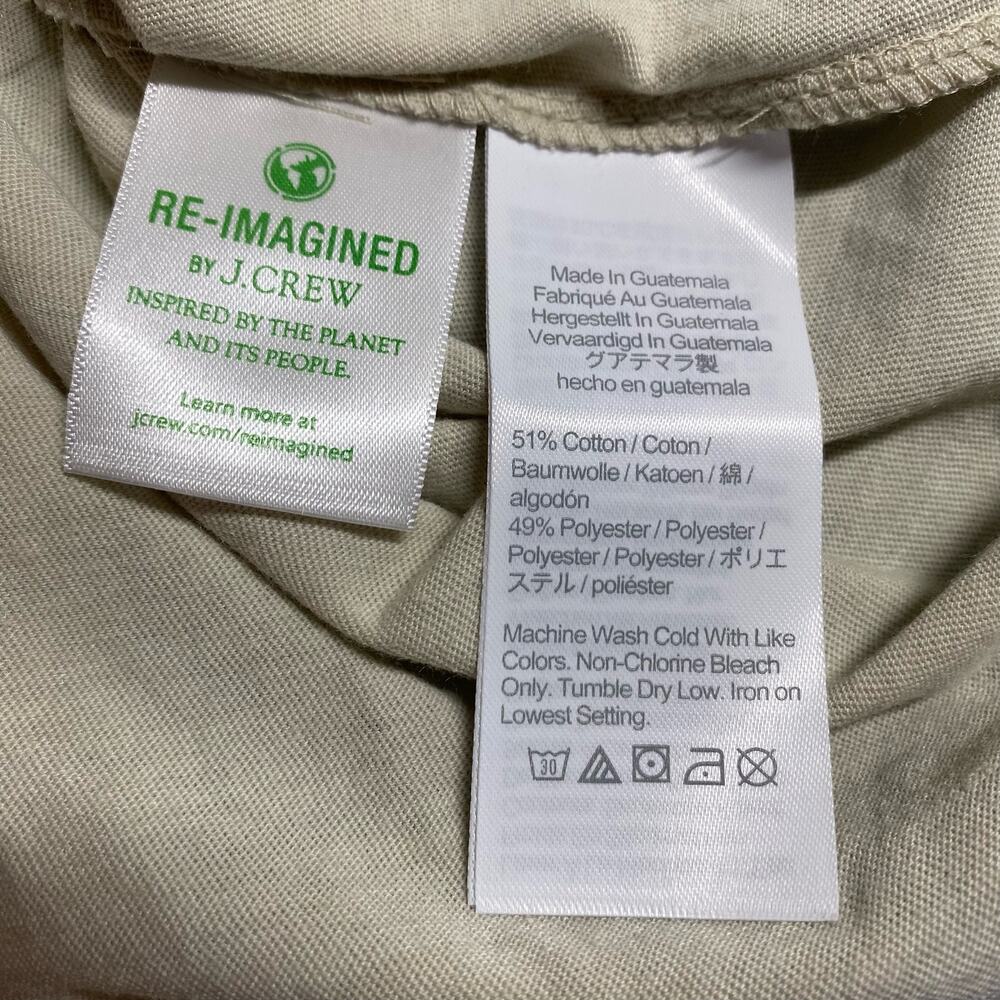 RE-IMAGINED
BY J.CREW
INSPIRED BY THE PLANET
AND ITS PEOPLE.
Learn more at
jcrew.com/reimagined
Made In Guatemala
Fabriqué Au Guatemala
Hergestellt In Guatemala
Vervaardigd In Guatemala
グアテマラ製
hecho en guatemala
51% Cotton / Coton /
Baumwolle / Katoen / 綿 /
algodón
49% Polyester / Polyester /
Polyester / Polyester / ポリエ
ステル / poliéster
Machine Wash Cold With Like
Colors. Non-Chlorine Bleach
Only. Tumble Dry Low. Iron on
Lowest Setting.
30